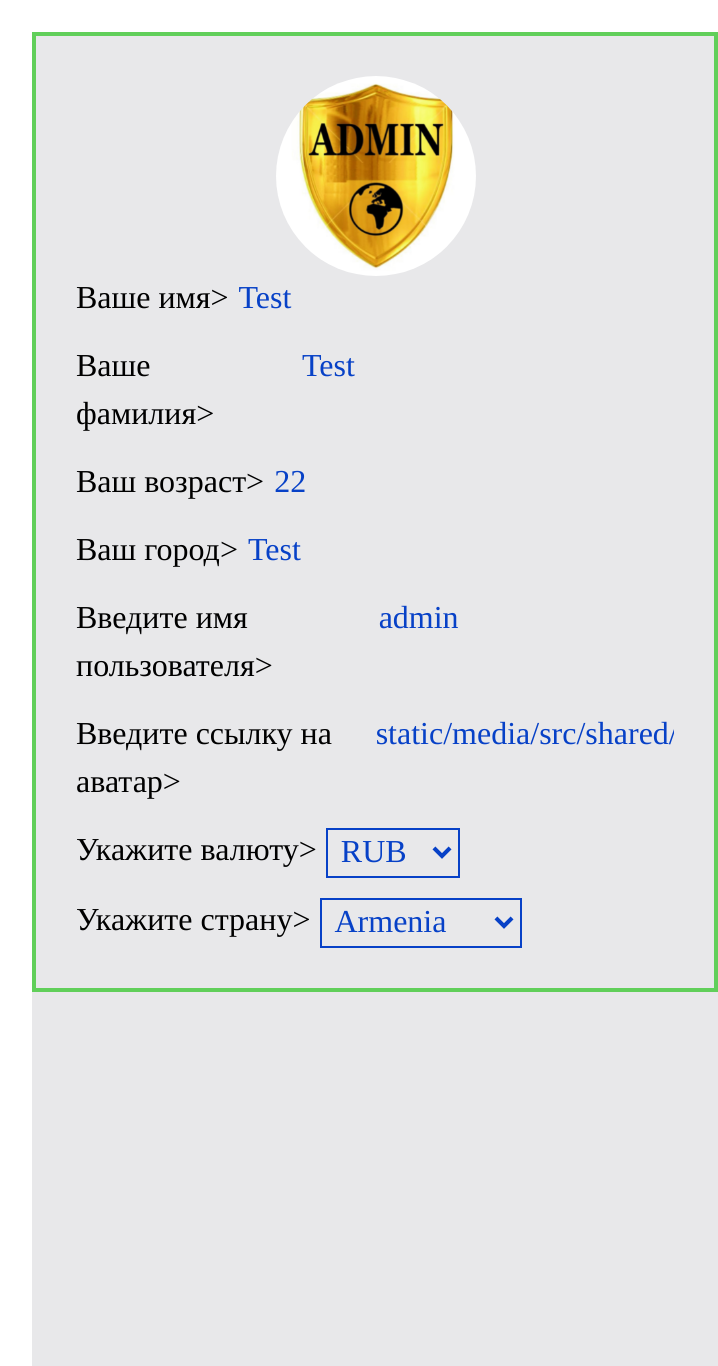 ADMIN
Ваше имя> Test
Ваше Test
фамилия>
Ваш возраст> 22
Ваш город> Test
Введите имя admin
пользователя>
Введите ссылку на static/media/src/shared/
аватар>
Укажите валюту> RUB
Укажите страну> Armenia